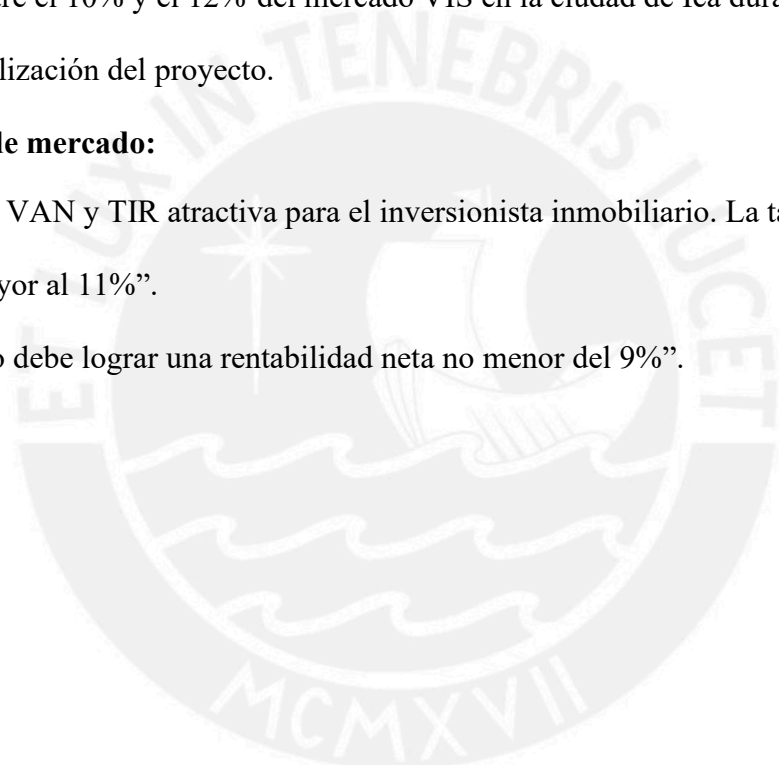 tre el 10% y el 12% del mercado VIS en la ciudad de Ica dura
lización del proyecto.
de mercado:
VAN y TIR atractiva para el inversionista inmobiliario. La ta
yor al 11%”.
o debe lograr una rentabilidad neta no menor del 9%”.
ET LUX IN TENEBRIS LUCET
MCMXVII